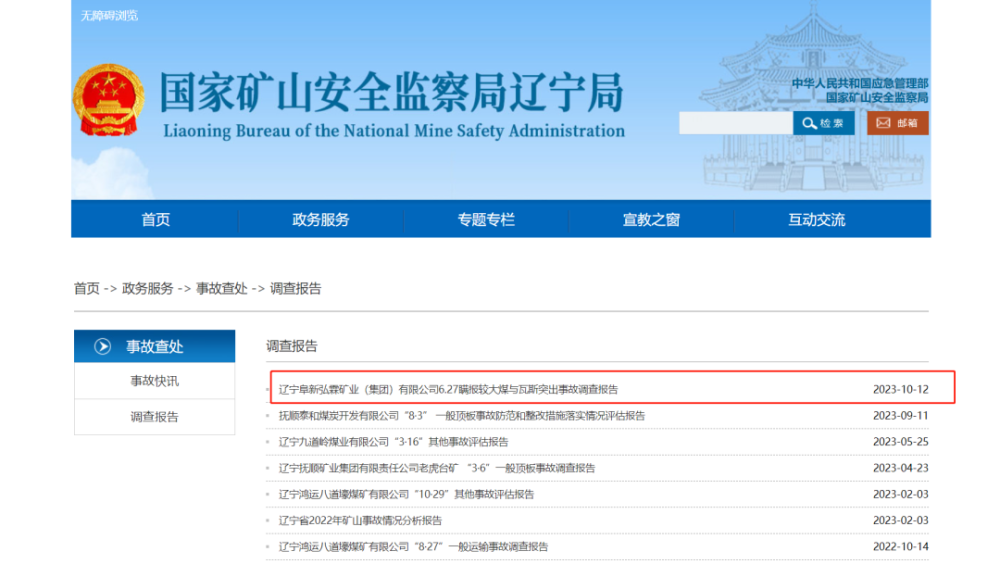 无障碍浏览
国家矿山安全监察局辽宁局
Liaoning Bureau of the National Mine Safety Administration
中华人民共和国应急管理部
国家矿山安全监察局
检索
邮箱
首页 政务服务 专题专栏 宣教之窗 互动交流
首页 -> 政务服务 -> 事故查处 -> 调查报告
事故查处
事故快讯
调查报告
调查报告
辽宁阜新弘霖矿业（集团）有限公司6.27瞒报较大煤与瓦斯突出事故调查报告 2023-10-12
抚顺泰和煤炭开发有限公司“8·3” 一般顶板事故防范和整改措施落实情况评估报告 2023-09-11
辽宁九道岭煤业有限公司“3·16”其他事故评估报告 2023-05-25
辽宁抚顺矿业集团有限责任公司老虎台矿 “3·6”一般顶板事故调查报告 2023-04-23
辽宁鸿运八道壕煤矿有限公司“10·29”其他事故评估报告 2023-02-03
辽宁省2022年矿山事故情况分析报告 2023-02-03
辽宁鸿运八道壕煤矿有限公司“8·27”一般运输事故调查报告 2022-10-14